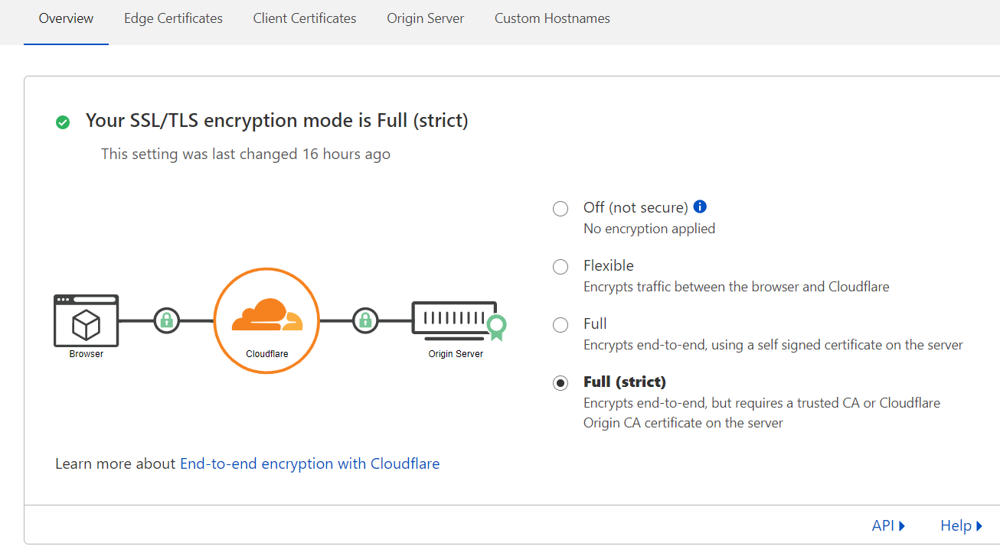 Overview Edge Certificates Client Certificates Origin Server Custom Hostnames
Your SSL/TLS encryption mode is Full (strict)
This setting was last changed 16 hours ago
Browser Cloudflare Origin Server
Off (not secure)
No encryption applied
Flexible
Encrypts traffic between the browser and Cloudflare
Full
Encrypts end-to-end, using a self signed certificate on the server
Full (strict)
Encrypts end-to-end, but requires a trusted CA or Cloudflare
Origin CA certificate on the server
Learn more about End-to-end encryption with Cloudflare
API Help